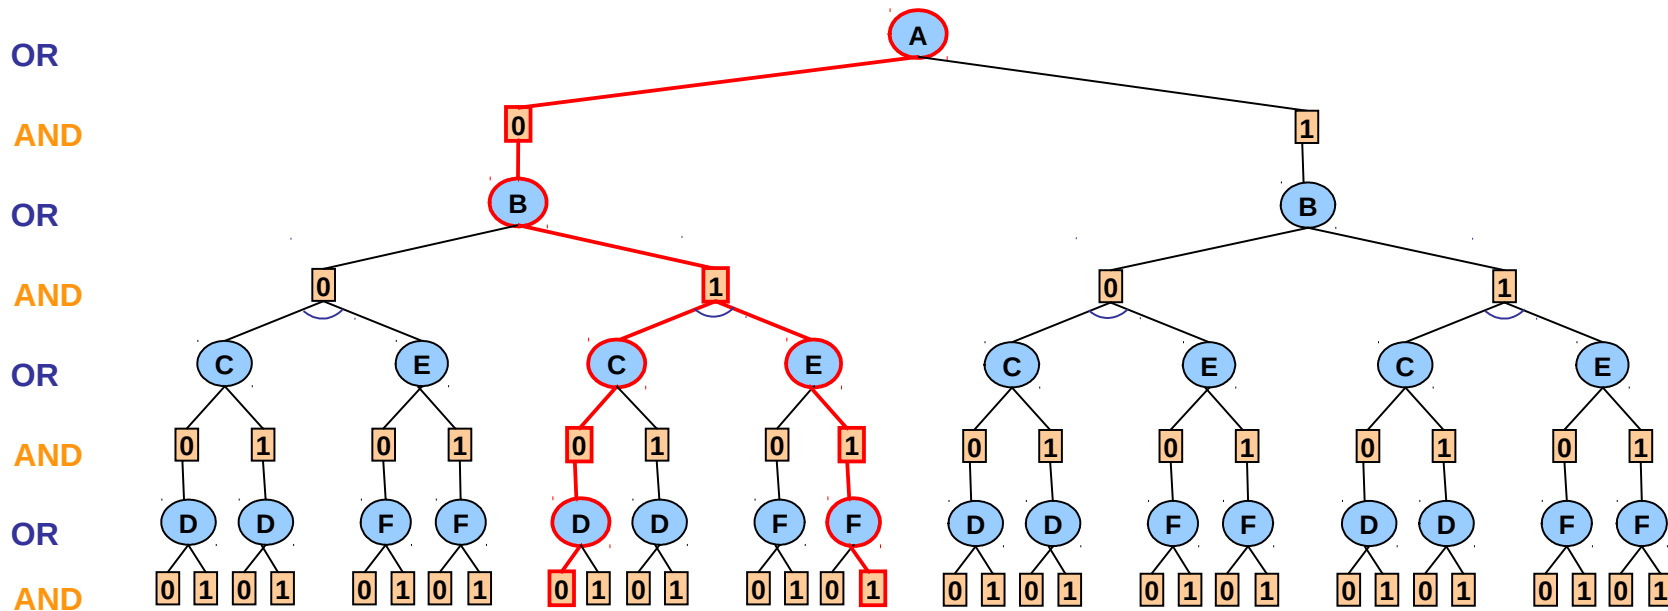 A
OR
0 1
AND
B B
OR
0 1 0 1
AND
C E C E C E C E
OR
0 1 0 1 0 1 0 1 0 1 0 1 0 1 0 1
AND
D D F F D D F F D D F F D D F F
OR
0 1 0 1 0 1 0 1 0 1 0 1 0 1 0 1 0 1 0 1 0 1 0 1 0 1 0 1 0 1 0 1
AND